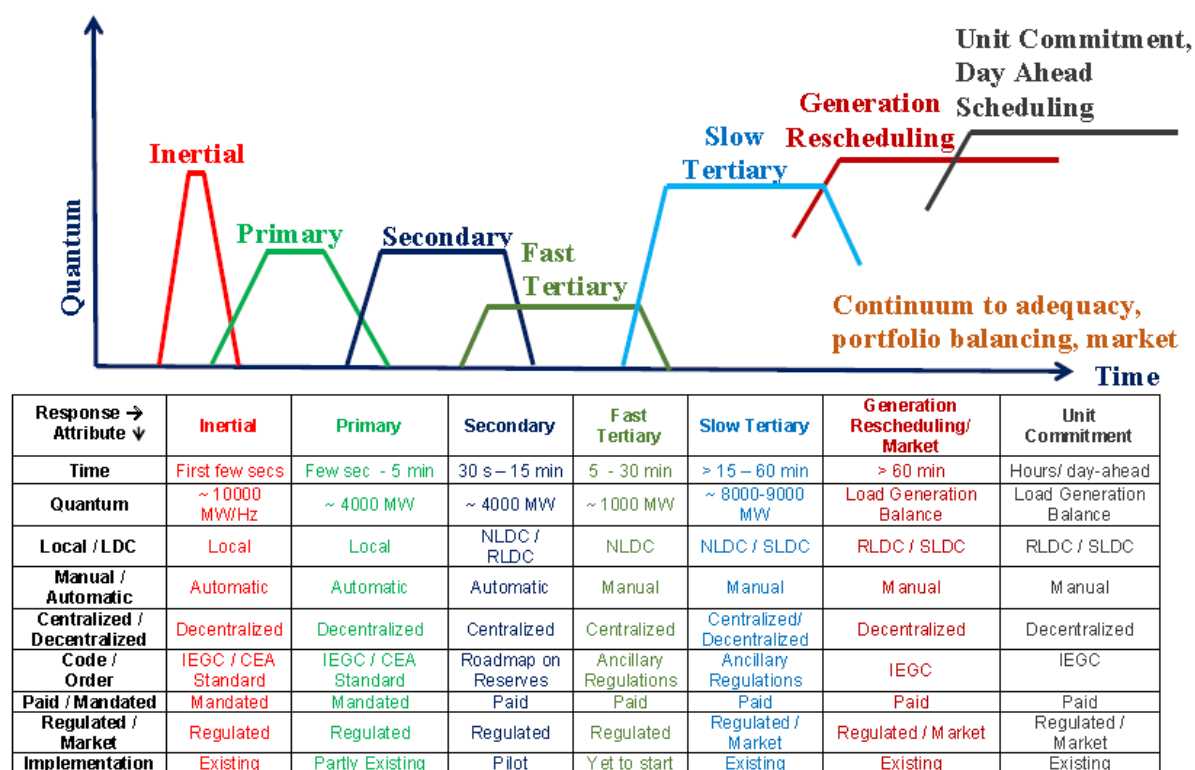 Unit Commitment,
Day Ahead
Scheduling
Generation
Rescheduling
Slow
Tertiary
Inertial
Primary
Secondary
Fast
Tertiary
Quantum
Continuum to adequacy,
portfolio balancing, market
Time
Response → Attribute ↓ | Inertial | Primary | Secondary | Fast Tertiary | Slow Tertiary | Generation Rescheduling/ Market | Unit Commitment
Time | First few secs | Few sec - 5 min | 30 s – 15 min | 5 - 30 min | > 15 – 60 min | > 60 min | Hours/ day-ahead
Quantum | ~ 10000 MW/Hz | ~ 4000 MW | ~ 4000 MW | ~ 1000 MW | ~ 8000-9000 MW | Load Generation Balance | Load Generation Balance
Local / LDC | Local | Local | NLDC / RLDC | NLDC | NLDC / SLDC | RLDC / SLDC | RLDC / SLDC
Manual / Automatic | Automatic | Automatic | Automatic | Manual | Manual | Manual | Manual
Centralized / Decentralized | Decentralized | Decentralized | Centralized | Centralized | Centralized/ Decentralized | Decentralized | Decentralized
Code / Order | IEGC / CEA Standard | IEGC / CEA Standard | Roadmap on Reserves | Ancillary Regulations | Ancillary Regulations | IEGC | IEGC
Paid / Mandated | Mandated | Mandated | Paid | Paid | Paid | Paid | Paid
Regulated / Market | Regulated | Regulated | Regulated | Regulated | Regulated / Market | Regulated / Market | Regulated / Market
Implementation | Existing | Partly Existing | Pilot | Yet to start | Existing | Existing | Existing